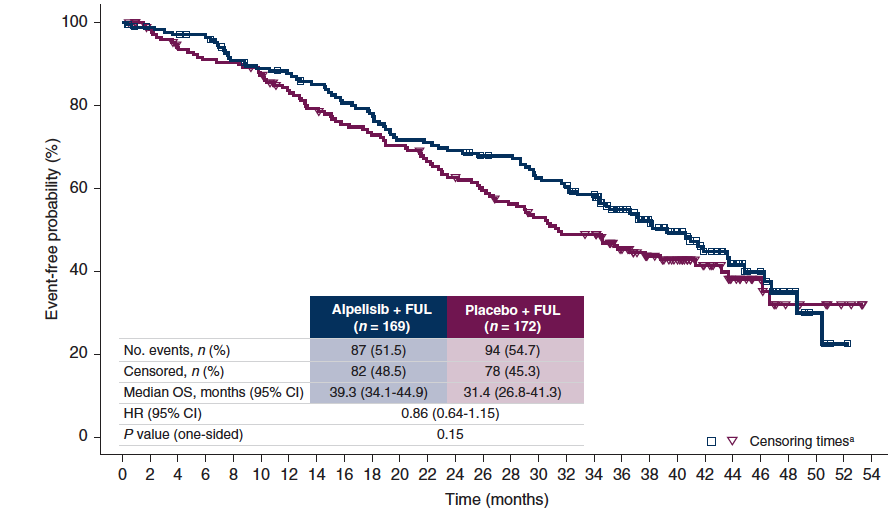 100
80
60
40
20
0
Event-free probability (%)
Alpelisib + FUL Placebo + FUL
(n = 169) (n = 172)
No. events, n (%) 87 (51.5) 94 (54.7)
Censored, n (%) 82 (48.5) 78 (45.3)
Median OS, months (95% CI) 39.3 (34.1-44.9) 31.4 (26.8-41.3)
HR (95% CI) 0.86 (0.64-1.15)
P value (one-sided) 0.15
Censoring timesᵃ
0 2 4 6 8 10 12 14 16 18 20 22 24 26 28 30 32 34 36 38 40 42 44 46 48 50 52 54
Time (months)